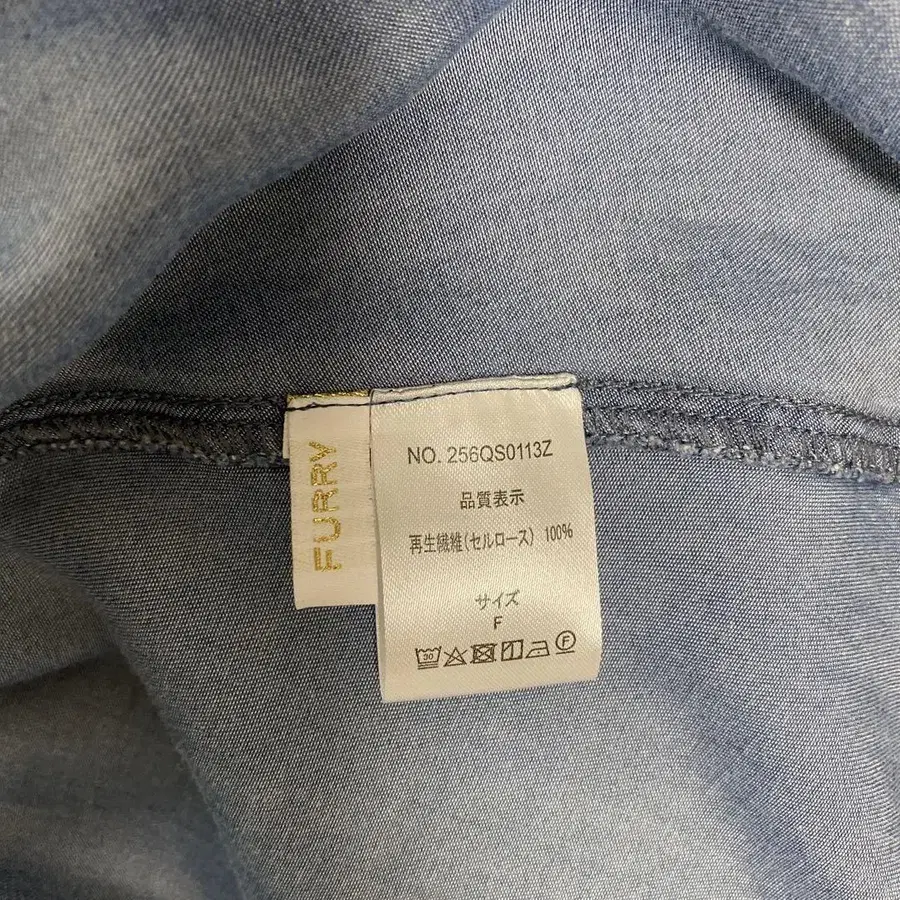 FURRY
NO. 256QS0113Z
品質表示
再生繊維(セルロース) 100%
サイズ
F
30 F